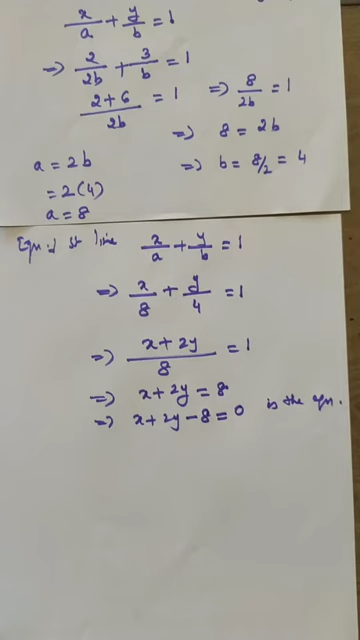 x/a + y/b = 1
=> 2/2b + 3/b = 1
(2+6)/2b = 1 => 8/2b = 1
=> 8 = 2b
a = 2b => b = 8/2 = 4
= 2(4)
a = 8
Eqn. of st line x/a + y/b = 1
=> x/8 + y/4 = 1
=> (x+2y)/8 = 1
=> x+2y = 8
=> x+2y-8=0 is the eqn.